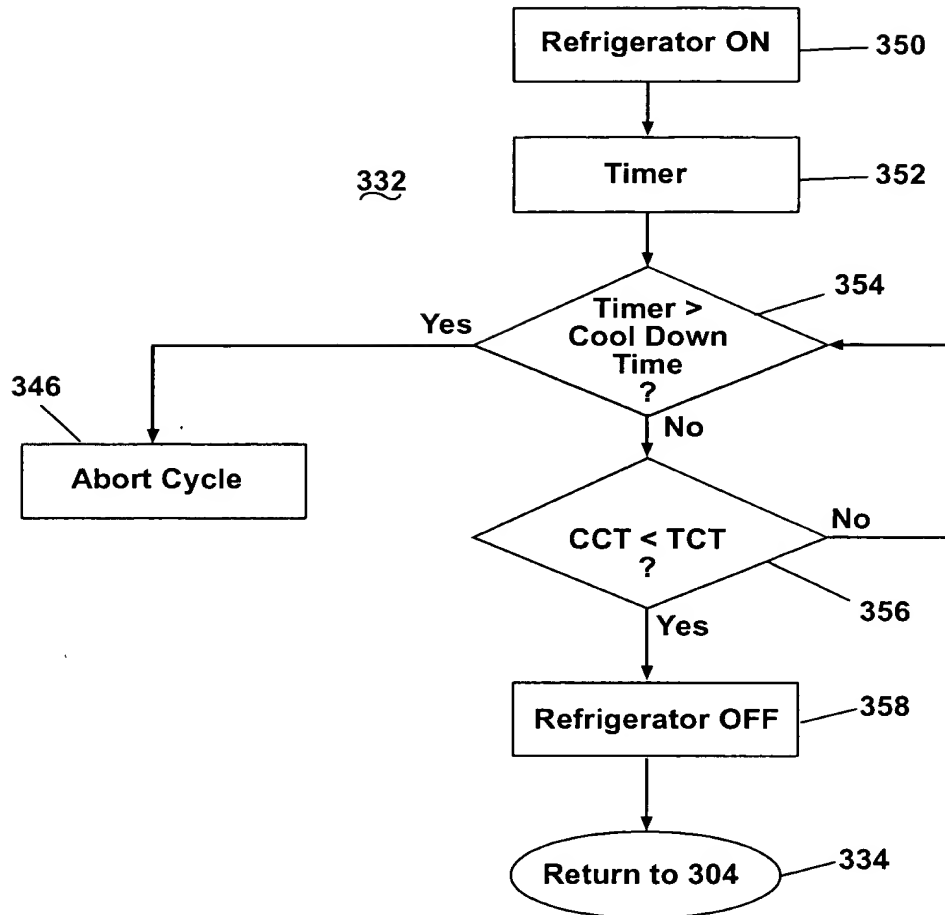 Refrigerator ON
350
Timer
352
332
354
Timer >
Cool Down
Time
?
Yes
346
No
Abort Cycle
CCT < TCT
?
No
356
Yes
Refrigerator OFF
358
Return to 304
334